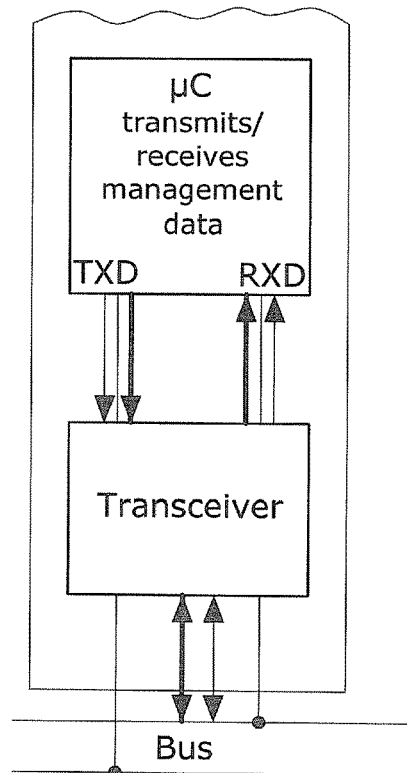 µC
transmits/
receives
management
data
TXD RXD
Transceiver
Bus